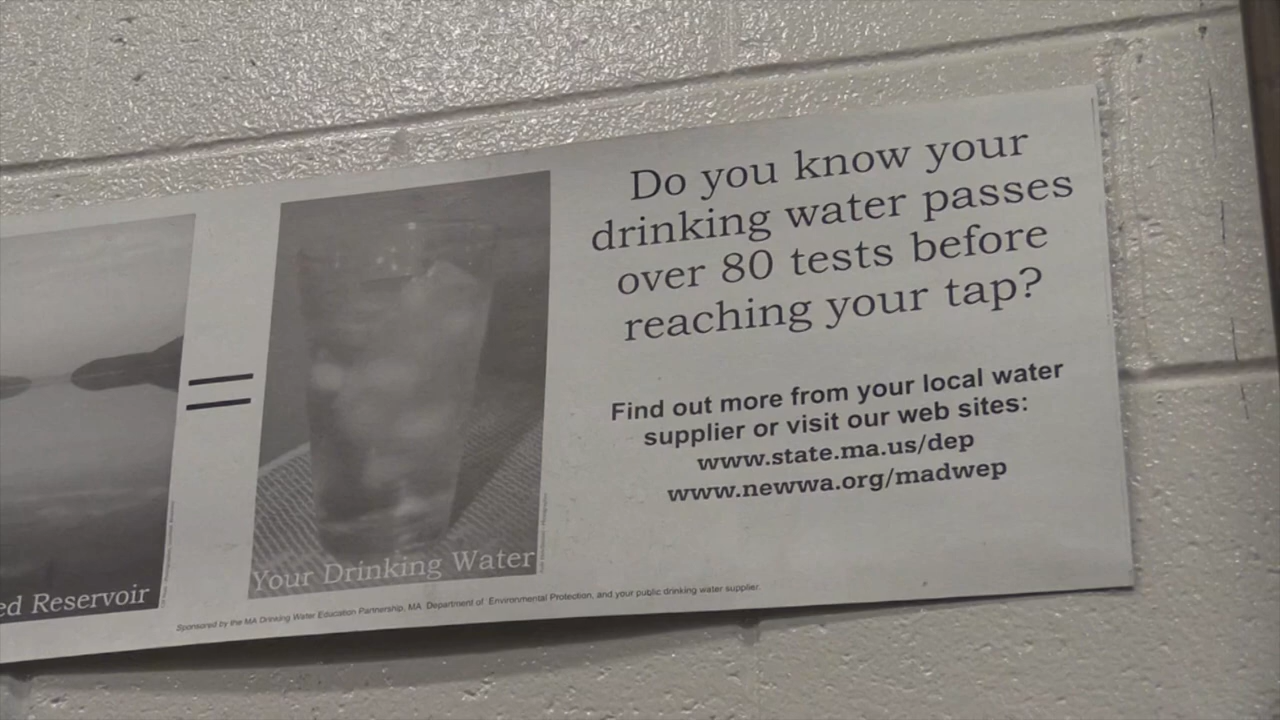 Do you know your
drinking water passes
over 80 tests before
reaching your tap?
Find out more from your local water
supplier or visit our web sites:
www.state.ma.us/dep
www.newwa.org/madwep
ed Reservoir
Your Drinking Water
Sponsored by the MA Drinking Water Education Partnership, MA Department of Environmental Protection, and your public drinking water supplier.